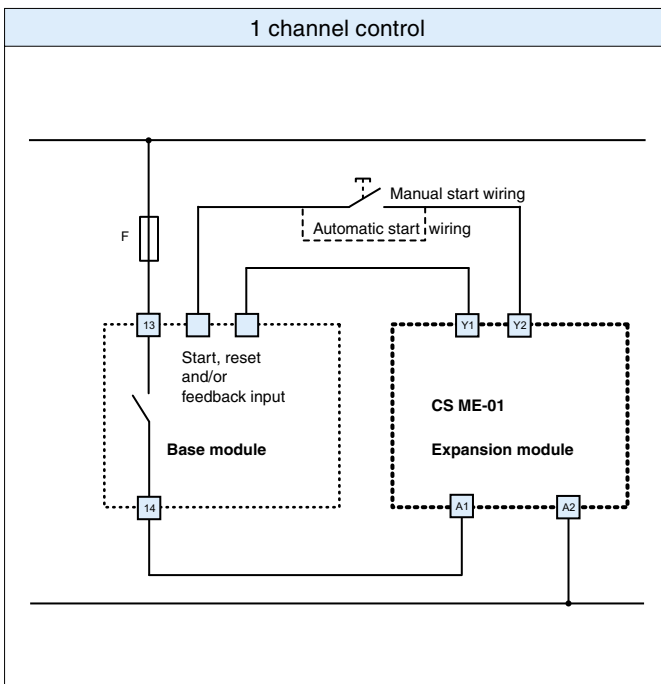 1 channel control
Manual start wiring
Automatic start wiring
F
13
Y1
Y2
Start, reset
and/or
feedback input
CS ME-01
Base module
Expansion module
14
A1
A2